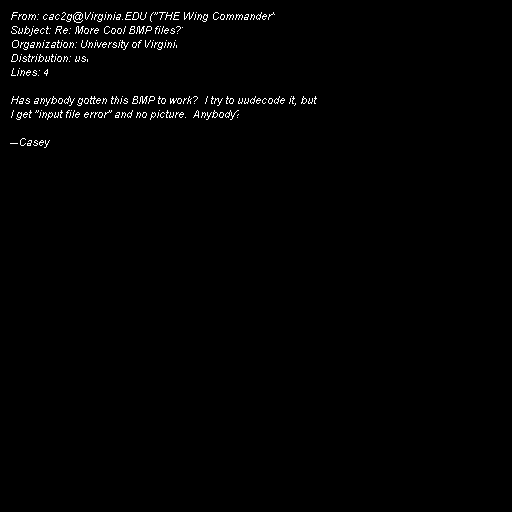 From: cac2g@Virginia.EDU ("THE Wing Commander"
Subject: Re: More Cool BMP files?
Organization: University of Virgini
Distribution: us
Lines: 4

Has anybody gotten this BMP to work?  I try to uudecode it, but
I get "input file error" and no picture.  Anybody?

--Casey